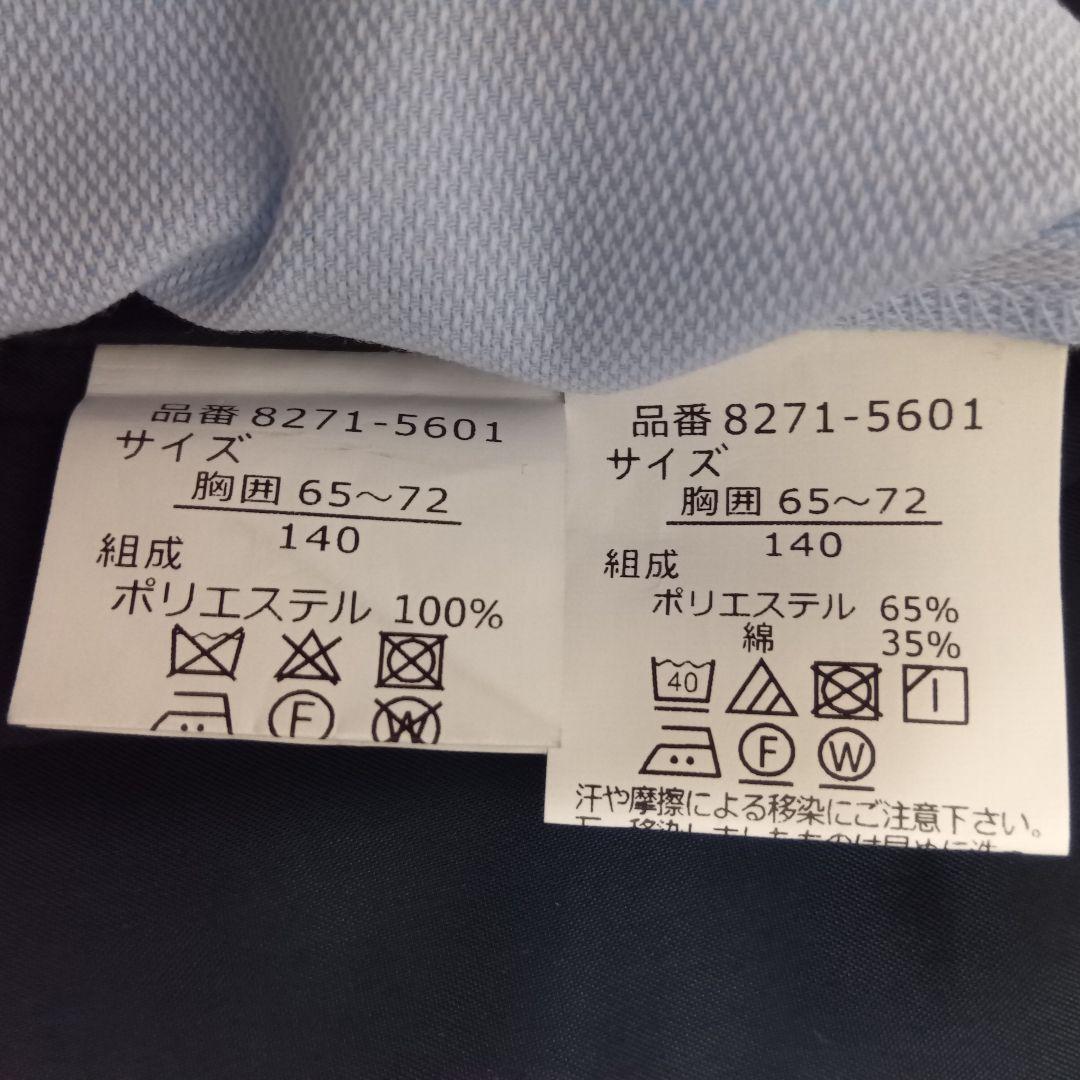 品番 8271-5601
サイズ
胸囲 65～72
140
組成
ポリエステル 100%
F
W
品番 8271-5601
サイズ
胸囲 65～72
140
組成
ポリエステル 65%
綿 35%
40
F W
汗や摩擦による移染にご注意下さい。